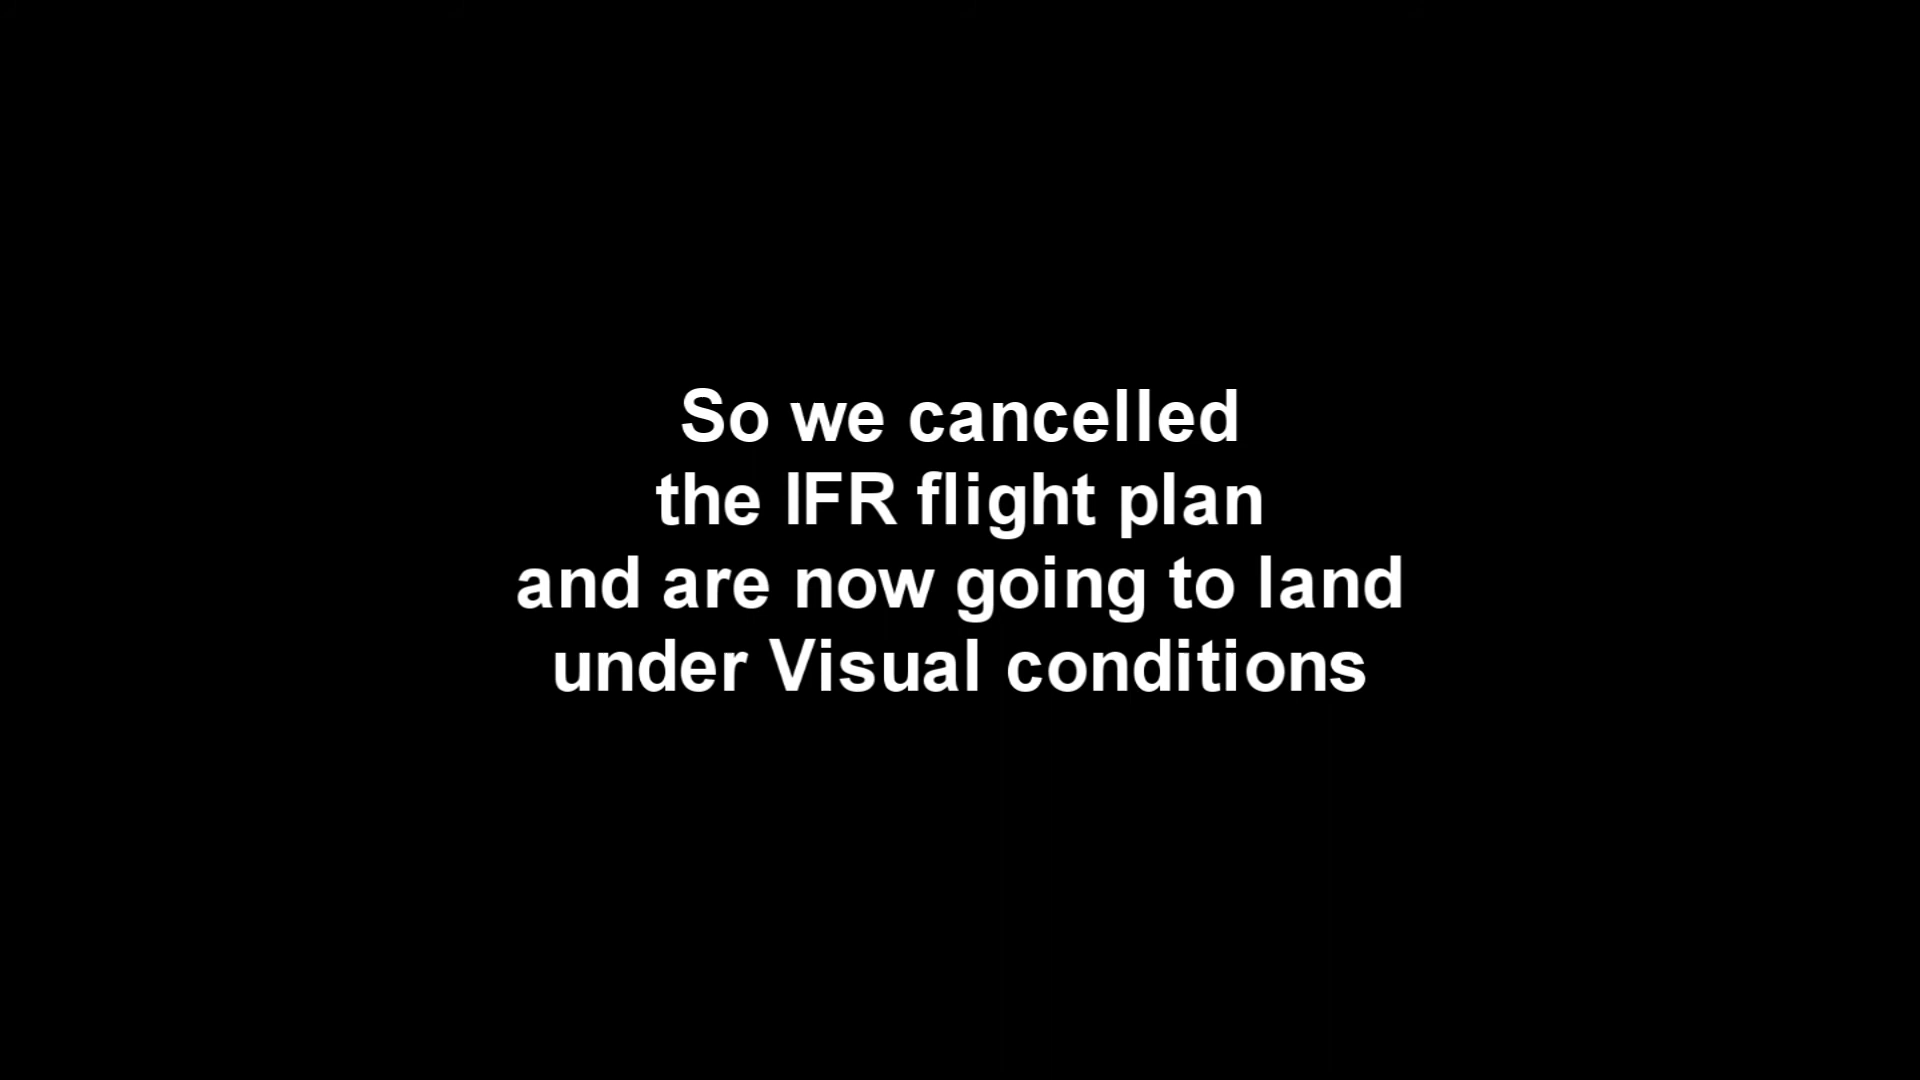 So we cancelled
the IFR flight plan
and are now going to land
under Visual conditions